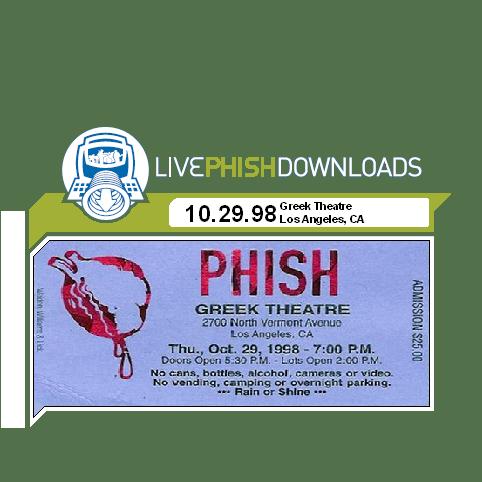 LIVEPHISHDOWNLOADS
10.29.98 Greek Theatre
Los Angeles, CA
PHISH
GREEK THEATRE
2700 North Vermont Avenue
Los Angeles, CA
Thu., Oct. 29, 1998 - 7:00 P.M.
Doors Open 5:30 P.M. - Lots Open 2:00 P.M.
No cans, bottles, alcohol, cameras or video.
No vending, camping or overnight parking.
*** Rain or Shine ***
ADMISSION $25.00